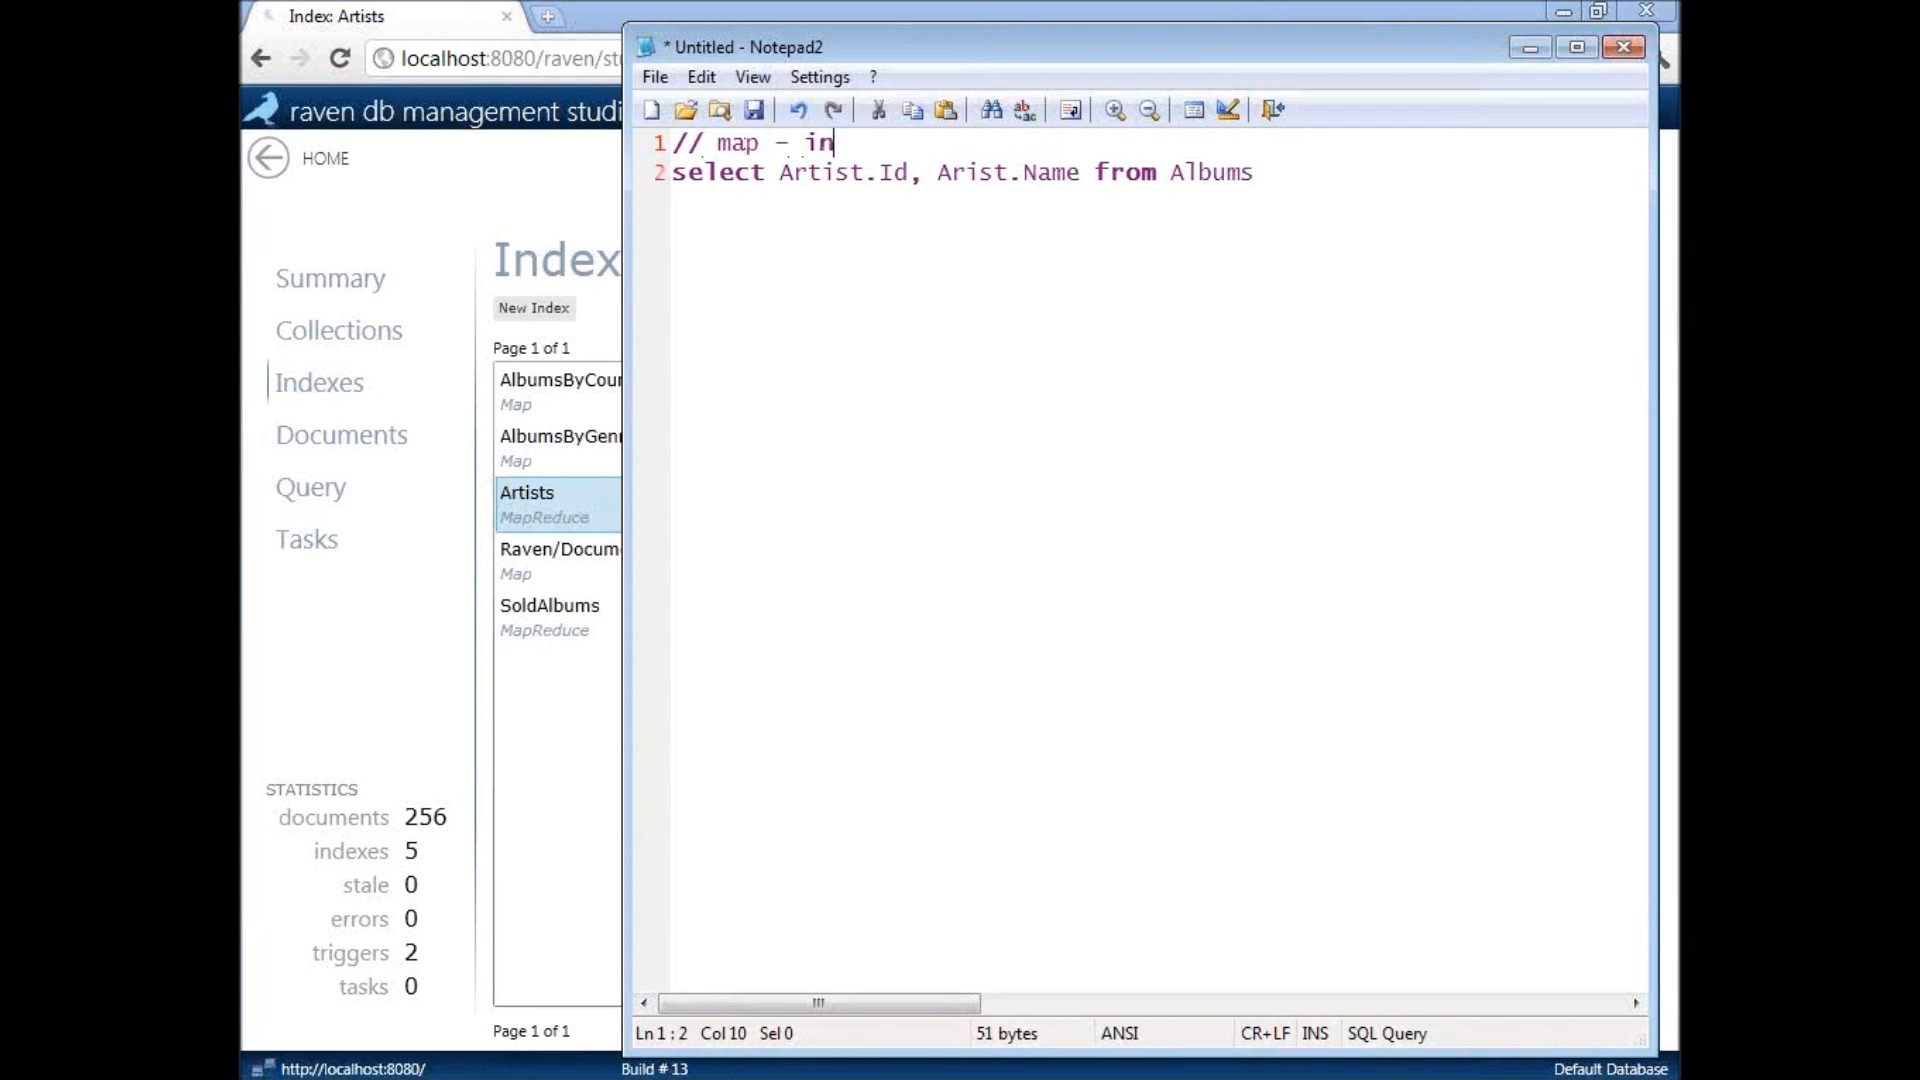 Index: Artists
localhost:8080/raven/stu
raven db management studi
HOME
Summary
Collections
Indexes
Documents
Query
Tasks
STATISTICS
documents 256
indexes 5
stale 0
errors 0
triggers 2
tasks 0
Index
New Index
Page 1 of 1
AlbumsByCoun
Map
AlbumsByGenr
Map
Artists
MapReduce
Raven/Docum
Map
SoldAlbums
MapReduce
Page 1 of 1
* Untitled - Notepad2
File Edit View Settings ?
1 // map - in
2 select Artist.Id, Arist.Name from Albums
Ln 1 : 2 Col 10 Sel 0 51 bytes ANSI CR+LF INS SQL Query
http://localhost:8080/ Build # 13 Default Database